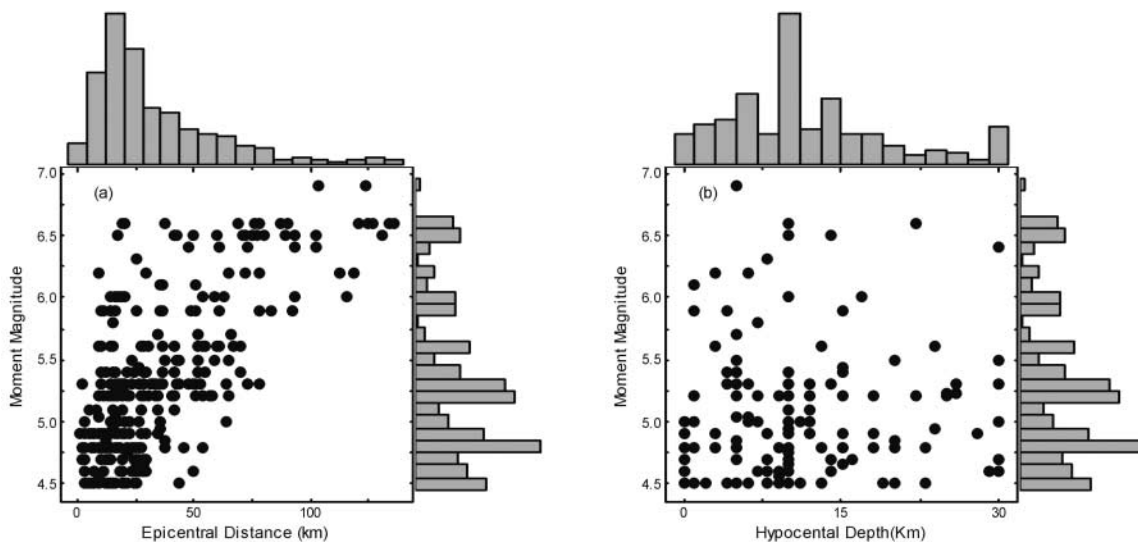 7.0
(a)
6.5
6.0
5.5
5.0
4.5
Moment Magnitude
0 50 100
Epicentral Distance (km)
7.0
(b)
6.5
6.0
5.5
5.0
4.5
Moment Magnitude
0 15 30
Hypocental Depth(Km)